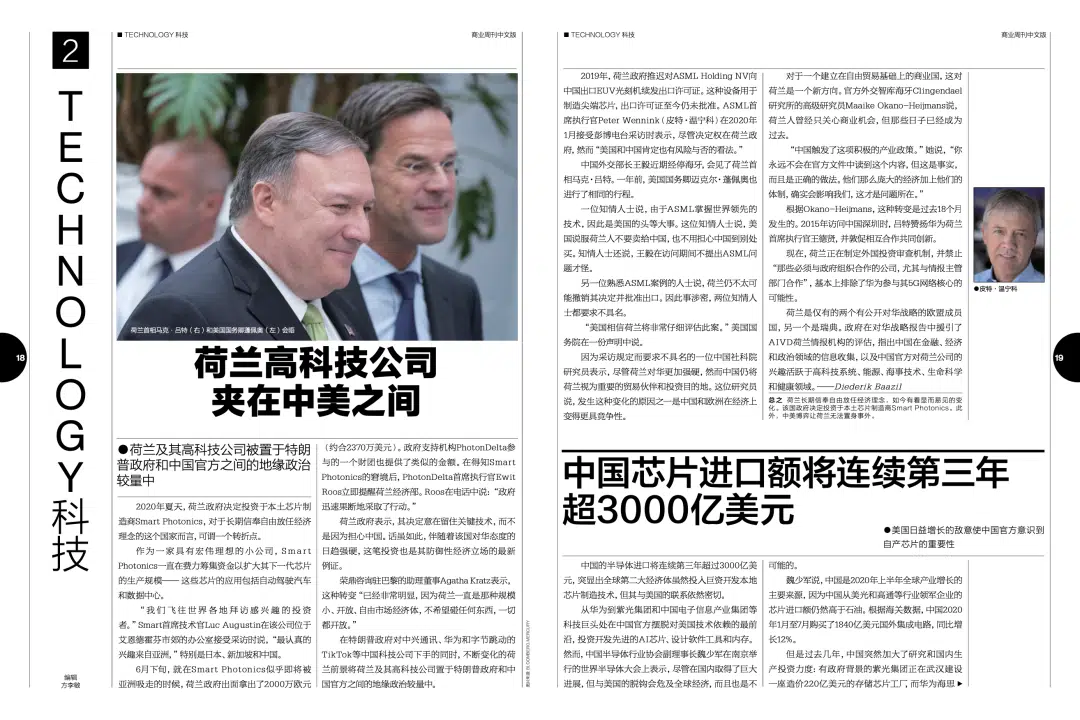 2
TECHNOLOGY科技
18
编辑
方李敏
■ TECHNOLOGY 科技
商业周刊中文版
荷兰首相马克·吕特（右）和美国国务卿蓬佩奥（左）会晤
荷兰高科技公司
夹在中美之间
●荷兰及其高科技公司被置于特朗
普政府和中国官方之间的地缘政治
较量中
2020年夏天，荷兰政府决定投资于本土芯片制
造商Smart Photonics，对于长期信奉自由放任经济
理念的这个国家而言，可谓一个转折点。
作为一家具有宏伟理想的小公司，Smart
Photonics一直在费力筹集资金以扩大其下一代芯片
的生产规模—— 这些芯片的应用包括自动驾驶汽车
和数据中心。
“我们飞往世界各地拜访感兴趣的投资
者。”Smart首席技术官Luc Augustin在该公司位于
艾恩德霍芬市郊的办公室接受采访时说，“最认真的
兴趣来自亚洲。”特别是日本、新加坡和中国。
6月下旬，就在Smart Photonics似乎即将被
亚洲吸走的时候，荷兰政府出面拿出了2000万欧元
（约合2370万美元）。政府支持机构PhotonDelta参
与的一个财团也提供了类似的金额。在得知Smart
Photonics的窘境后，PhotonDelta首席执行官Ewit
Roos立即提醒荷兰经济部。Roos在电话中说：“政府
迅速果断地采取了行动。”
荷兰政府表示，其决定意在留住关键技术，而不
是因为担心中国。话虽如此，伴随着该国对华态度的
日趋强硬，这笔投资也是其防御性经济立场的最新
例证。
荣鼎咨询驻巴黎的助理董事Agatha Kratz表示，
这种转变 “已经非常明显，因为荷兰一直是那种规模
小、开放、自由市场经济体，不希望碰任何东西，一切
都开放。”
在特朗普政府对中兴通讯、华为和字节跳动的
TikTok等中国科技公司下手的同时，不断变化的荷
兰前景将荷兰及其高科技公司置于特朗普政府和中
国官方之间的地缘政治较量中。
■ TECHNOLOGY 科技
商业周刊中文版
2019年，荷兰政府推迟对ASML Holding NV向
中国出口EUV光刻机续发出口许可证。这种设备用于
制造尖端芯片，出口许可证至今仍未批准。ASML首
席执行官Peter Wennink（皮特·温宁科）在2020年
1月接受彭博电台采访时表示，尽管决定权在荷兰政
府，然而 “美国和中国肯定也有风险与否的看法。”
中国外交部长王毅近期经停海牙，会见了荷兰首
相马克·吕特。一年前，美国国务卿迈克尔·蓬佩奥也
进行了相同的行程。
一位知情人士说，由于ASML掌握世界领先的
技术，因此是美国的头等大事。这位知情人士说，美
国说服荷兰人不要卖给中国，也不用担心中国到别处
买。知情人士还说，王毅在访问期间不提出ASML问
题才怪。
另一位熟悉ASML案例的人士说，荷兰仍不太可
能撤销其决定并批准出口，因此事涉密，两位知情人
士都要求不具名。
“美国相信荷兰将非常仔细评估此案。”美国国
务院在一份声明中说。
因为采访规定而要求不具名的一位中国社科院
研究员表示，尽管荷兰对华更加强硬，然而中国仍将
荷兰视为重要的贸易伙伴和投资目的地。这位研究员
说，发生这种变化的原因之一是中国和欧洲在经济上
变得更具竞争性。
对于一个建立在自由贸易基础上的商业国，这对
荷兰是一个新方向。官方外交智库海牙Clingendael
研究所的高级研究员Maaike Okano-Heijmans说，
荷兰人曾经只关心商业机会，但那些日子已经成为
过去。
“中国触发了这项积极的产业政策。”她说，“你
永远不会在官方文件中读到这个内容，但这是事实，
而且是正确的做法。他们那么庞大的经济加上他们的
体制，确实会影响我们，这才是问题所在。”
根据Okano-Heijmans，这种转变是过去18个月
发生的。2015年访问中国深圳时，吕特赞扬华为荷兰
首席执行官王德贤，并敦促相互合作共同创新。
现在，荷兰正在制定外国投资审查机制，并禁止
“那些必须与政府组织合作的公司，尤其与情报主管
部门合作”，基本上排除了华为参与其5G网络核心的
可能性。
荷兰是仅有的两个有公开对华战略的欧盟成员
国，另一个是瑞典。政府在对华战略报告中援引了
AIVD荷兰情报机构的评估，指出中国在金融、经济
和政治领域的信息收集，以及中国官方对荷兰公司的
兴趣活跃于高科技系统、能源、海事技术、生命科学
和健康领域。——Diederik Baazil
总之 荷兰长期信奉自由放任经济理念，如今有着显而易见的变
化。该国政府决定投资于本土芯片制造商Smart Photonics。此
外，中美博弈让荷兰无法置身事外。
●皮特·温宁科
19
中国芯片进口额将连续第三年
超3000亿美元
●美国日益增长的敌意使中国官方意识到
自产芯片的重要性
中国的半导体进口将连续第三年超过3000亿美
元，突显出全球第二大经济体虽然投入巨资开发本地
芯片制造技术，但其与美国的联系依然密切。
从华为到紫光集团和中国电子信息产业集团等
科技巨头处在中国官方摆脱对美国技术依赖的最前
沿，投资开发先进的AI芯片、设计软件工具和内存。
然而，中国半导体行业协会副理事长魏少军在南京举
行的世界半导体大会上表示，尽管在国内取得了巨大
进展，但与美国的脱钩会危及全球经济，而且也是不
可能的。
魏少军说，中国是2020年上半年全球产业增长的
主要来源，因为中国从美光和高通等行业领军企业的
芯片进口额仍然高于石油。根据海关数据，中国2020
年1月至7月购买了1840亿美元国外集成电路，同比增
长12%。
但是过去几年，中国突然加大了研究和国内生
产投资力度：有政府背景的紫光集团正在武汉建设
一座造价220亿美元的存储芯片工厂，而华为海思 ▶